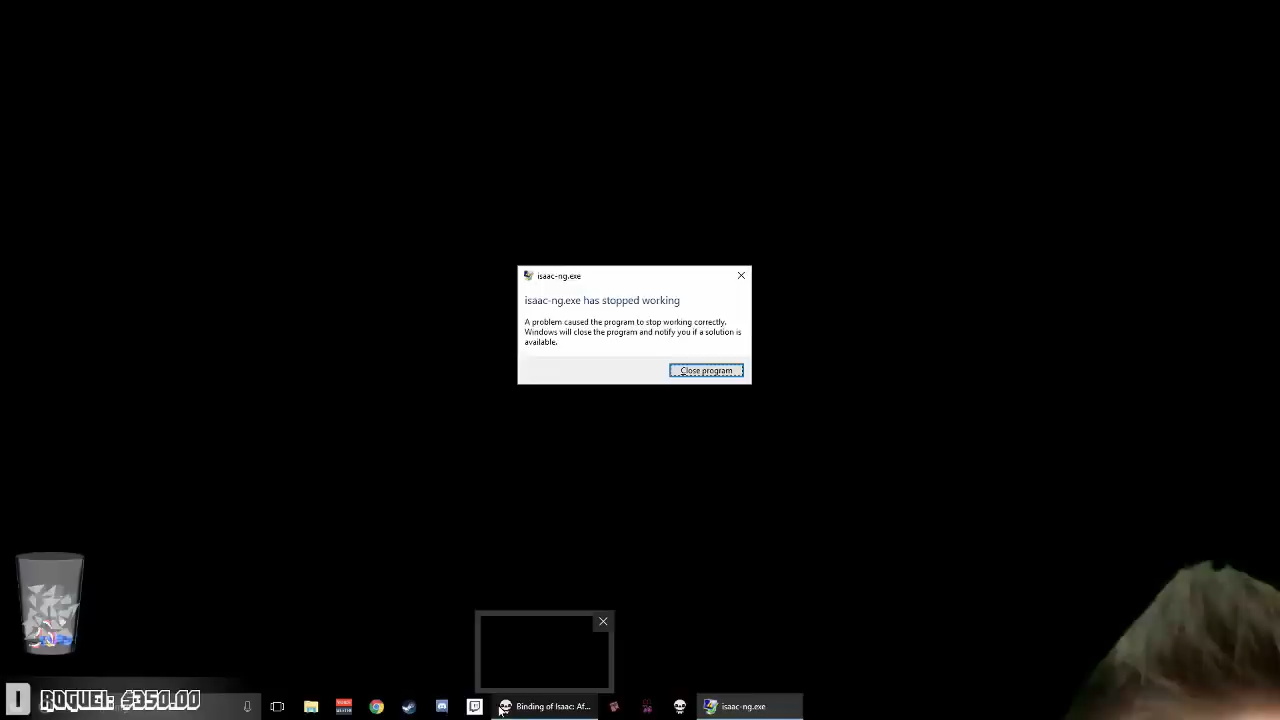 isaac-ng.exe
isaac-ng.exe has stopped working
A problem caused the program to stop working correctly.
Windows will close the program and notify you if a solution is
available.
Close program
ROGUEL: $350.00
Binding of Isaac: Af...
isaac-ng.exe